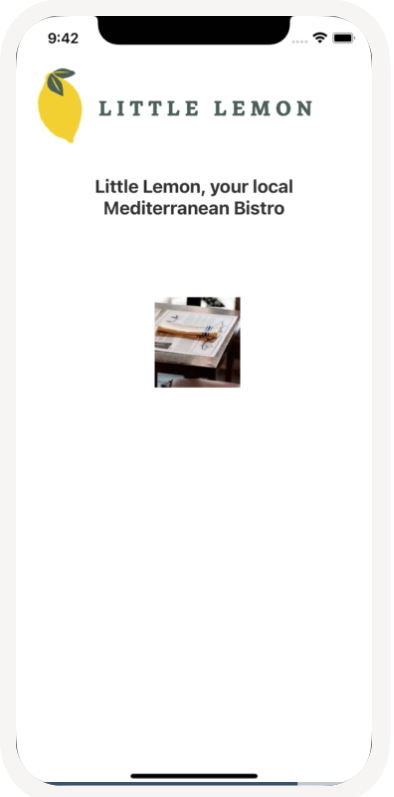 9:42
LITTLE LEMON
Little Lemon, your local
Mediterranean Bistro